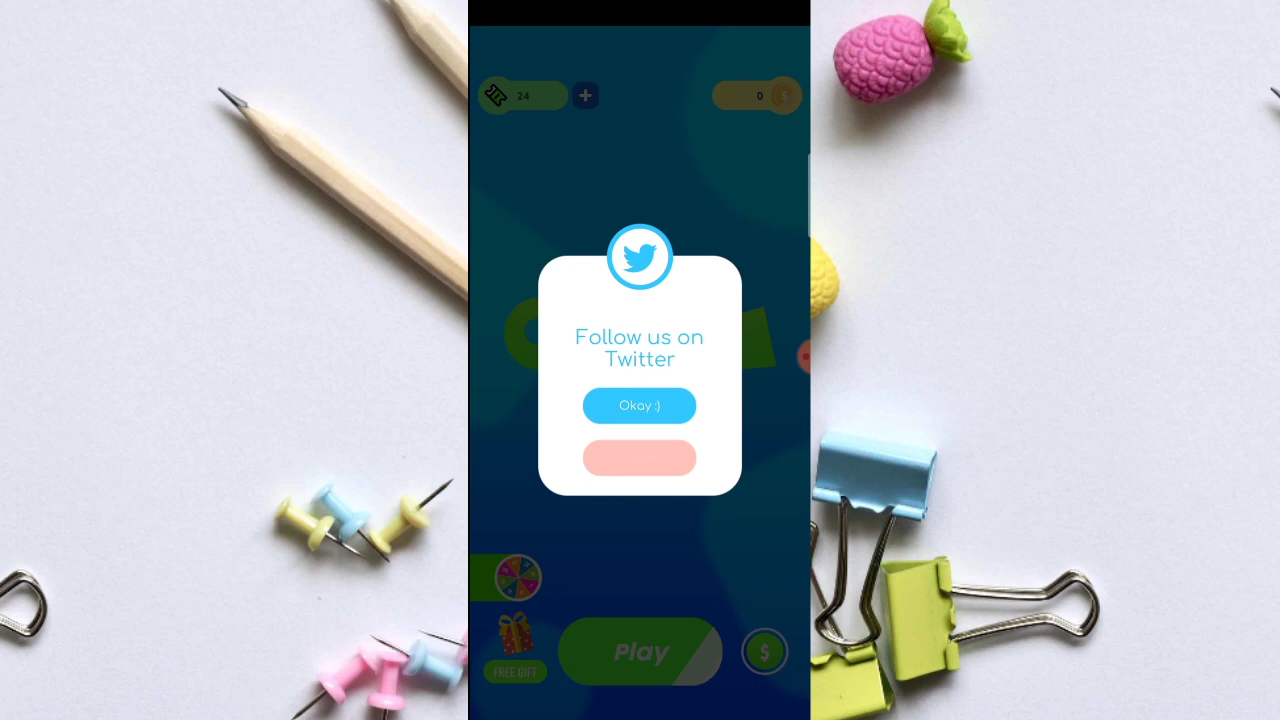 24
0
Follow us on
Twitter
Okay :)
Play
$
FREE GIFT